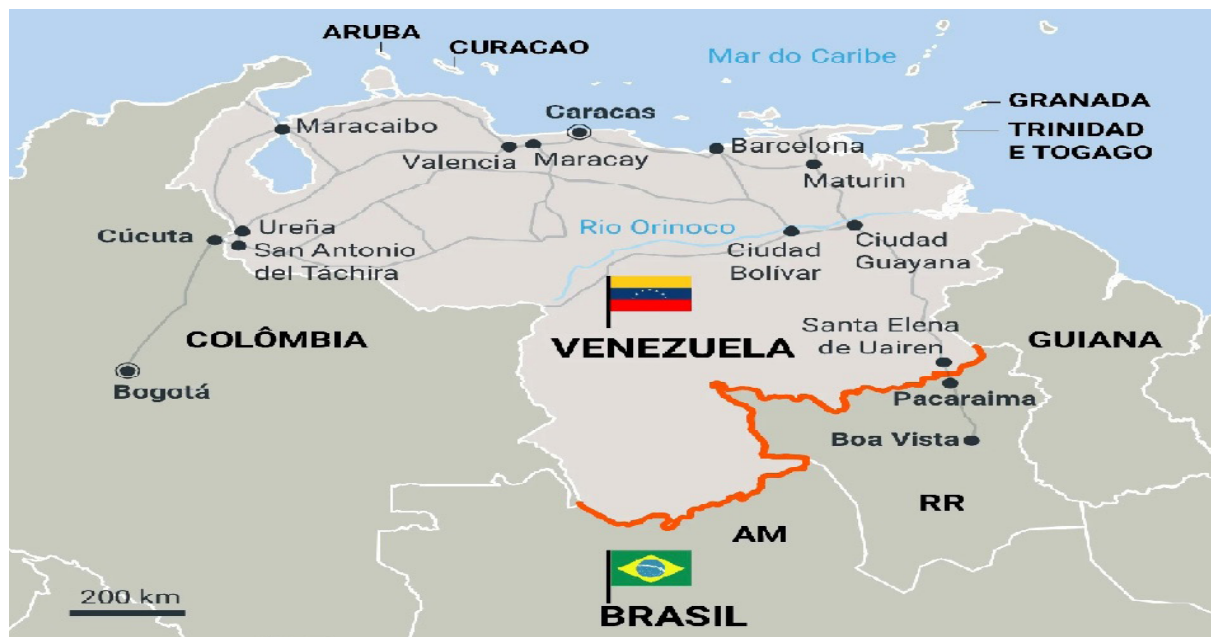 ARUBA
CURACAO
Mar do Caribe
GRANADA
TRINIDAD
E TOGAGO
Caracas
Maracaibo
Valencia
Maracay
Barcelona
Maturin
Ureña
Cúcuta
San Antonio
del Táchira
Rio Orinoco
Ciudad
Bolívar
Ciudad
Guayana
COLÔMBIA
VENEZUELA
Santa Elena
de Uairen
GUIANA
Bogotá
Pacaraima
Boa Vista
RR
AM
BRASIL
200 km